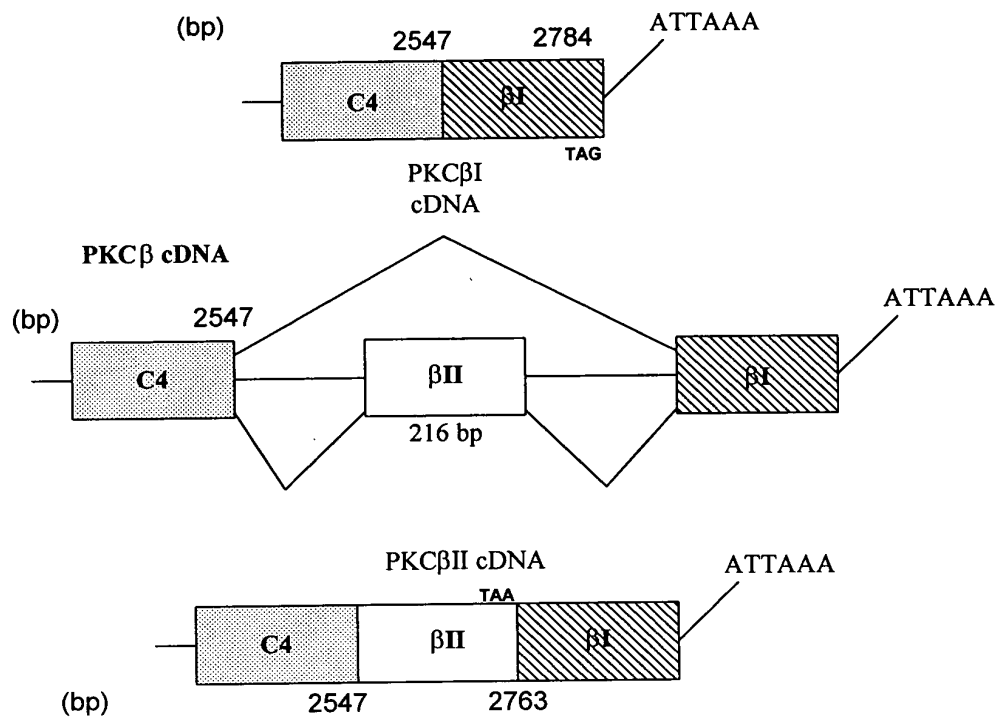 (bp)
2547
2784
ATTAAA
C4
βI
TAG
PKCβI
cDNA
PKCβ cDNA
(bp)
2547
ATTAAA
C4
βII
βI
216 bp
PKCβII cDNA
ATTAAA
TAA
C4
βII
βI
(bp)
2547
2763